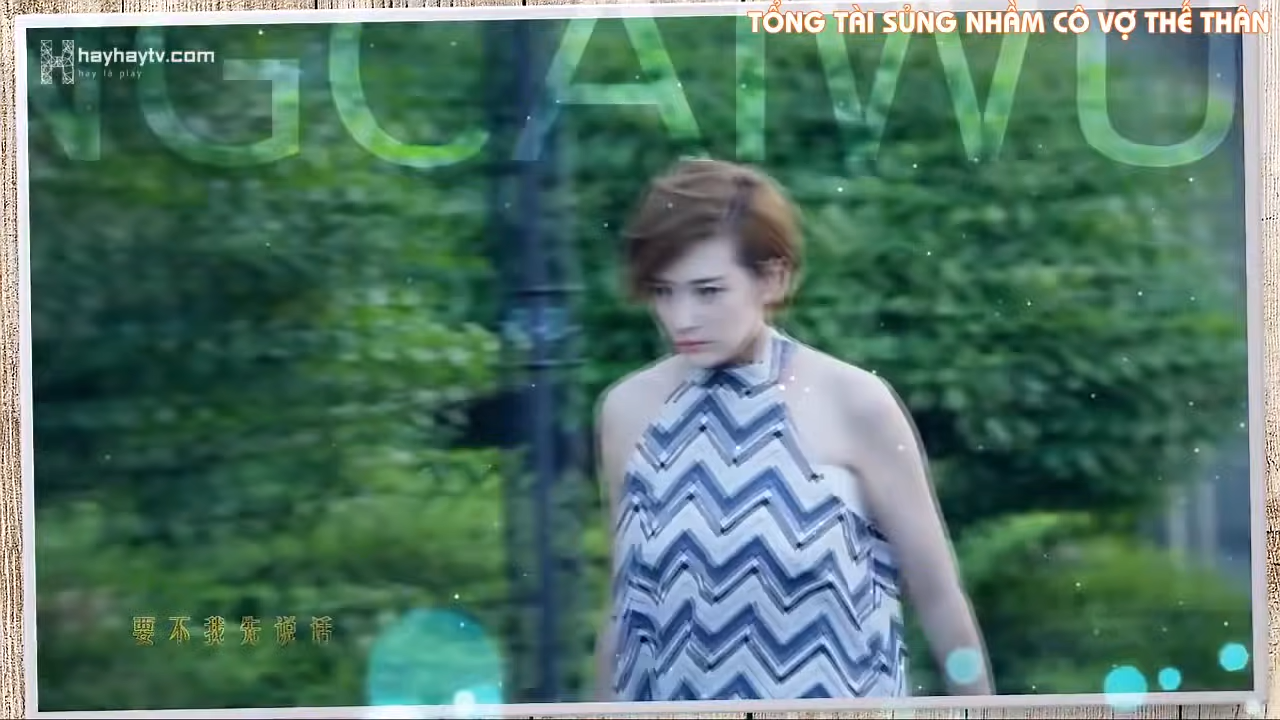 TỔNG TÀI SỦNG NHẦM CÔ VỢ THẾ THÂN
hayhaytv.com
hay là play
NGCAIWU
要不我先说话